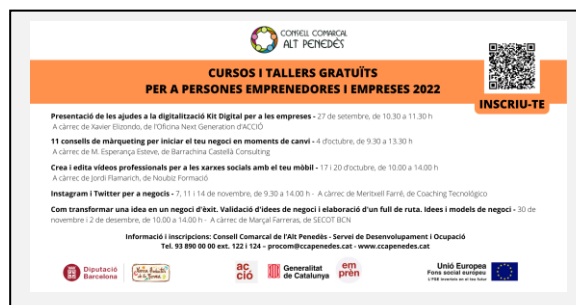 CONSELL COMARCAL
ALT PENEDÈS
CURSOS I TALLERS GRATUÏTS
PER A PERSONES EMPRENEDORES I EMPRESES 2022
INSCRIU-TE
Presentació de les ajudes a la digitalització Kit Digital per a les empreses - 27 de setembre, de 10.30 a 11.30 h
A càrrec de Xavier Elizondo, de l'Oficina Next Generation d'ACCIÓ
11 consells de màrqueting per iniciar el teu negoci en moments de canvi - 4 d'octubre, de 9.30 a 13.30 h
A càrrec de M. Esperança Esteve, de Barrachina Castellà Consulting
Crea i edita vídeos professionals per a les xarxes socials amb el teu mòbil - 17 i 20 d'octubre, de 10.00 a 14.00 h
A càrrec de Jordi Flamarich, de Noubiz Formació
Instagram i Twitter per a negocis - 7, 11 i 14 de novembre, de 9.30 a 14.00 h - A càrrec de Meritxell Farré, de Coaching Tecnológico
Com transformar una idea en un negoci d'èxit. Validació d'idees de negoci i elaboració d'un full de ruta. Idees i models de negoci - 30 de
novembre i 2 de desembre, de 10.00 a 14.00 h - A càrrec de Marçal Farreras, de SECOT BCN
Informació i inscripcions: Consell Comarcal de l'Alt Penedès - Servei de Desenvolupament i Ocupació
Tel. 93 890 00 00 ext. 122 i 124 – procom@ccapenedes.cat - www.ccapenedes.cat
Diputació
Barcelona
acció
Generalitat
de Catalunya
emprèn
Unió Europea
Fons social europeu
L'FSE inverteix en el teu futur